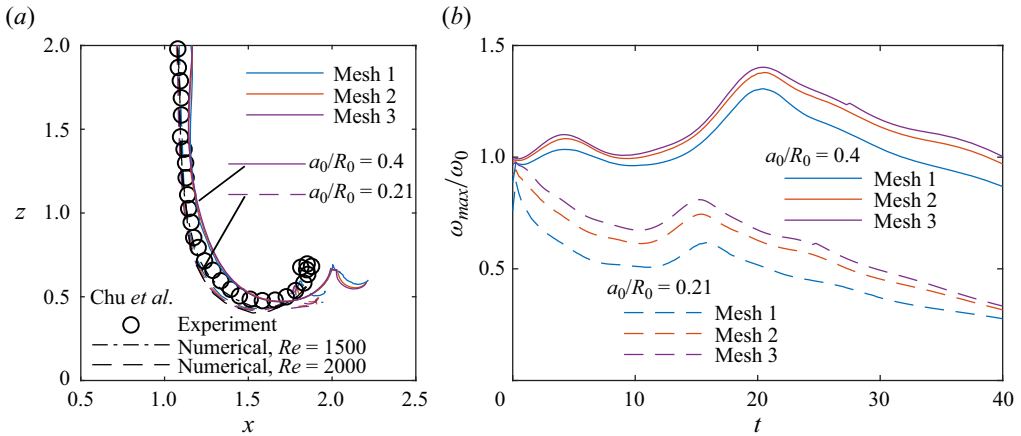 (a)
2.0
1.5
1.0
z
0.5
0
0.5
1.0
1.5
2.0
2.5
x
Mesh 1
Mesh 2
Mesh 3
a0/R0 = 0.4
a0/R0 = 0.21
Chu et al.
Experiment
Numerical, Re = 1500
Numerical, Re = 2000
(b)
1.5
1.0
0.5
ωmax/ω0
0
10
20
30
40
t
a0/R0 = 0.4
Mesh 1
Mesh 2
Mesh 3
a0/R0 = 0.21
Mesh 1
Mesh 2
Mesh 3